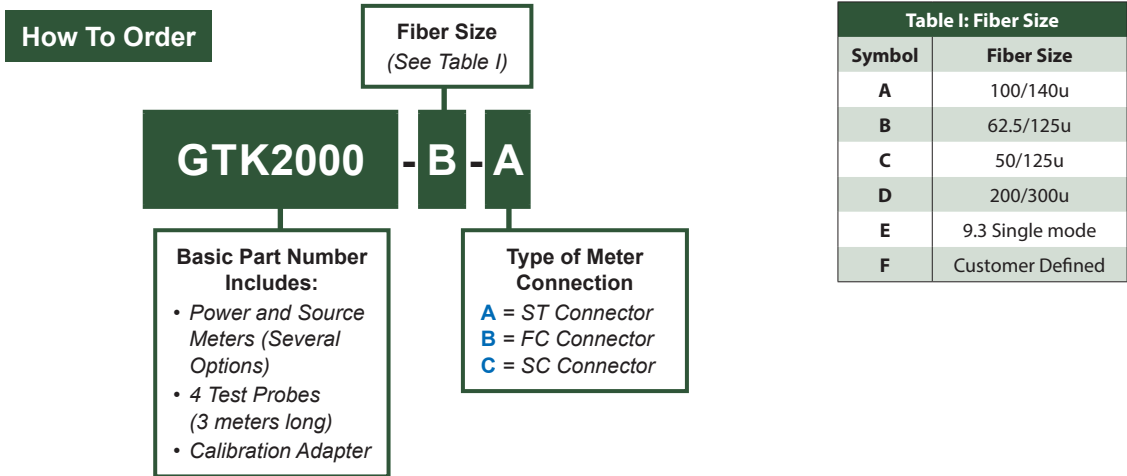 How To Order
Fiber Size
(See Table I)
GTK2000 - B - A
Basic Part Number
Includes:
• Power and Source
Meters (Several
Options)
• 4 Test Probes
(3 meters long)
• Calibration Adapter
Type of Meter
Connection
A = ST Connector
B = FC Connector
C = SC Connector
Table I: Fiber Size
Symbol Fiber Size
A 100/140u
B 62.5/125u
C 50/125u
D 200/300u
E 9.3 Single mode
F Customer Defined